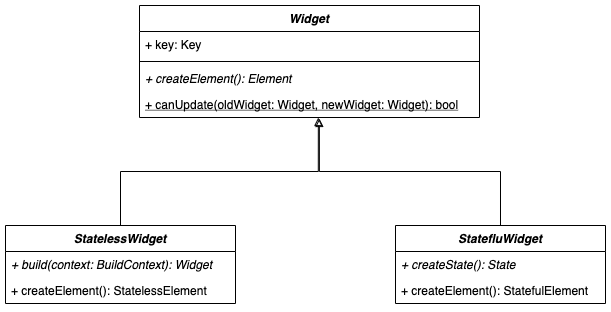 Widget
+ key: Key
+ createElement(): Element
+ canUpdate(oldWidget: Widget, newWidget: Widget): bool
StatelessWidget
+ build(context: BuildContext): Widget
+ createElement(): StatelessElement
StatefluWidget
+ createState(): State
+ createElement(): StatefulElement